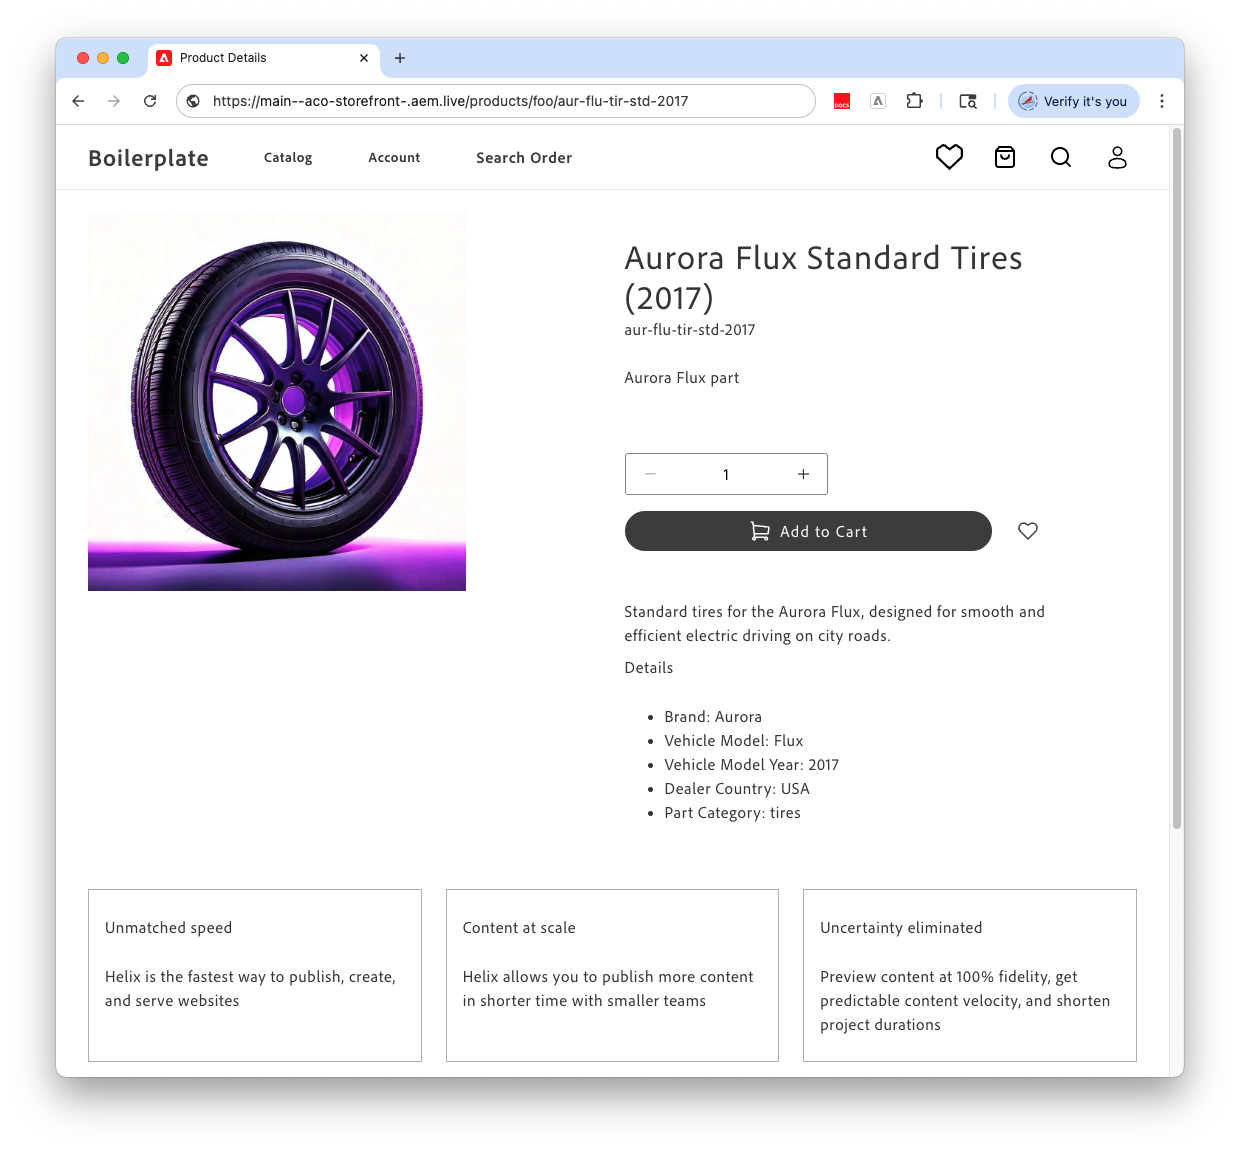 Product Details
https://main--aco-storefront-.aem.live/products/foo/aur-flu-tir-std-2017
DOCS
Verify it's you
Boilerplate
Catalog
Account
Search Order
Aurora Flux Standard Tires
(2017)
aur-flu-tir-std-2017
Aurora Flux part
1
Add to Cart
Standard tires for the Aurora Flux, designed for smooth and
efficient electric driving on city roads.
Details
Brand: Aurora
Vehicle Model: Flux
Vehicle Model Year: 2017
Dealer Country: USA
Part Category: tires
Unmatched speed
Helix is the fastest way to publish, create,
and serve websites
Content at scale
Helix allows you to publish more content
in shorter time with smaller teams
Uncertainty eliminated
Preview content at 100% fidelity, get
predictable content velocity, and shorten
project durations